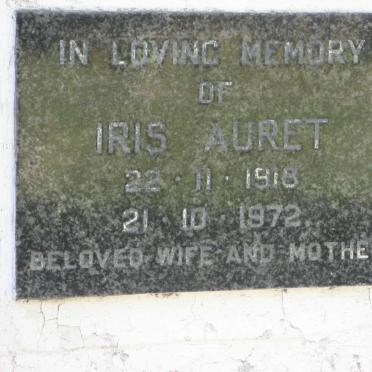 IN LOVING MEMORY
OF
IRIS AURET
22 · 11 · 1918
21 · 10 · 1972
BELOVED WIFE AND MOTHE